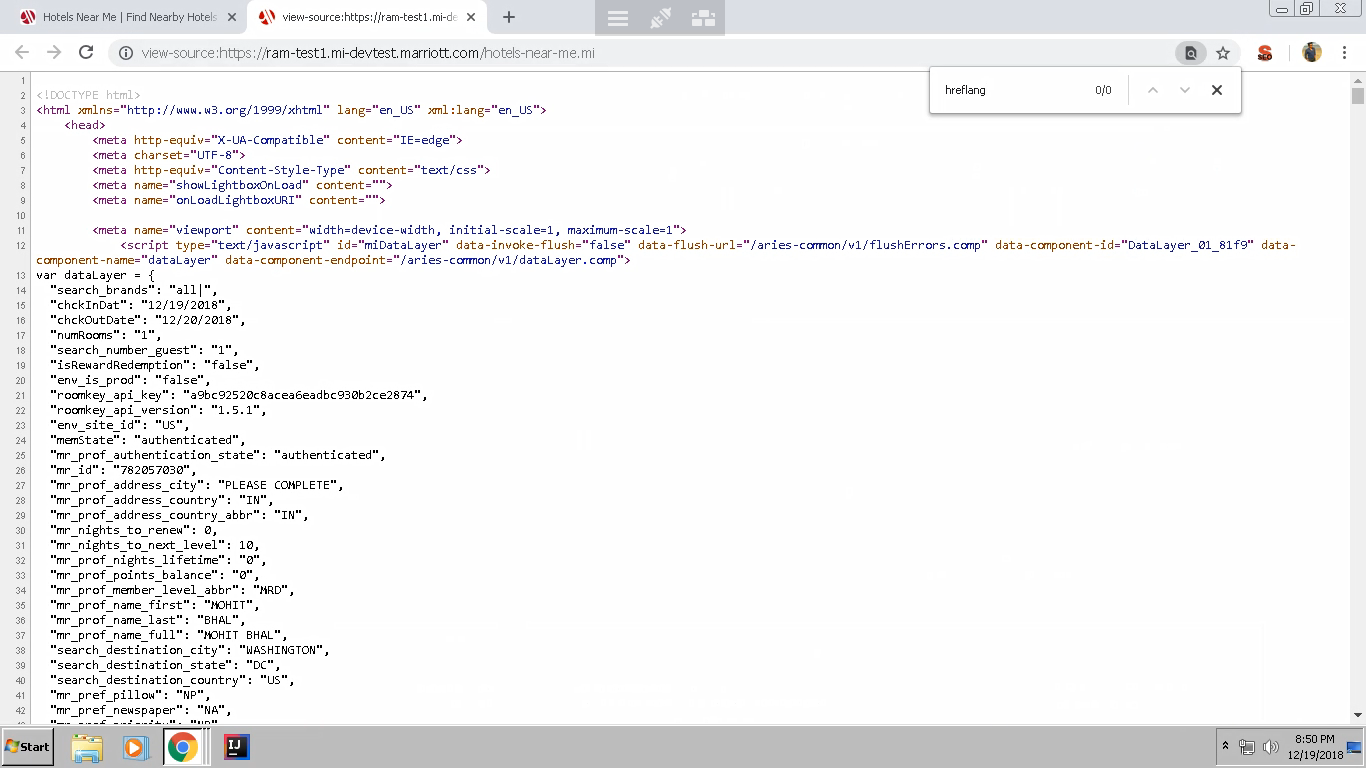 Hotels Near Me | Find Nearby Hotels
view-source:https://ram-test1.mi-de
view-source:https://ram-test1.mi-devtest.marriott.com/hotels-near-me.mi
SEO
hreflang 0/0
1
2 <!DOCTYPE html>
3 <html xmlns="http://www.w3.org/1999/xhtml" lang="en_US" xml:lang="en_US">
4 <head>
5 <meta http-equiv="X-UA-Compatible" content="IE=edge">
6 <meta charset="UTF-8">
7 <meta http-equiv="Content-Style-Type" content="text/css">
8 <meta name="showLightboxOnLoad" content="">
9 <meta name="onLoadLightboxURI" content="">
10
11 <meta name="viewport" content="width=device-width, initial-scale=1, maximum-scale=1">
12 <script type="text/javascript" id="miDataLayer" data-invoke-flush="false" data-flush-url="/aries-common/v1/flushErrors.comp" data-component-id="DataLayer_01_81f9" data-
component-name="dataLayer" data-component-endpoint="/aries-common/v1/dataLayer.comp">
13 var dataLayer = {
14 "search_brands": "all|",
15 "chckInDat": "12/19/2018",
16 "chckOutDate": "12/20/2018",
17 "numRooms": "1",
18 "search_number_guest": "1",
19 "isRewardRedemption": "false",
20 "env_is_prod": "false",
21 "roomkey_api_key": "a9bc92520c8acea6eadbc930b2ce2874",
22 "roomkey_api_version": "1.5.1",
23 "env_site_id": "US",
24 "memState": "authenticated",
25 "mr_prof_authentication_state": "authenticated",
26 "mr_id": "782057030",
27 "mr_prof_address_city": "PLEASE COMPLETE",
28 "mr_prof_address_country": "IN",
29 "mr_prof_address_country_abbr": "IN",
30 "mr_nights_to_renew": 0,
31 "mr_nights_to_next_level": 10,
32 "mr_prof_nights_lifetime": "0",
33 "mr_prof_points_balance": "0",
34 "mr_prof_member_level_abbr": "MRD",
35 "mr_prof_name_first": "MOHIT",
36 "mr_prof_name_last": "BHAL",
37 "mr_prof_name_full": "MOHIT BHAL",
38 "search_destination_city": "WASHINGTON",
39 "search_destination_state": "DC",
40 "search_destination_country": "US",
41 "mr_pref_pillow": "NP",
42 "mr_pref_newspaper": "NA",
Start
IJ
8:50 PM
12/19/2018